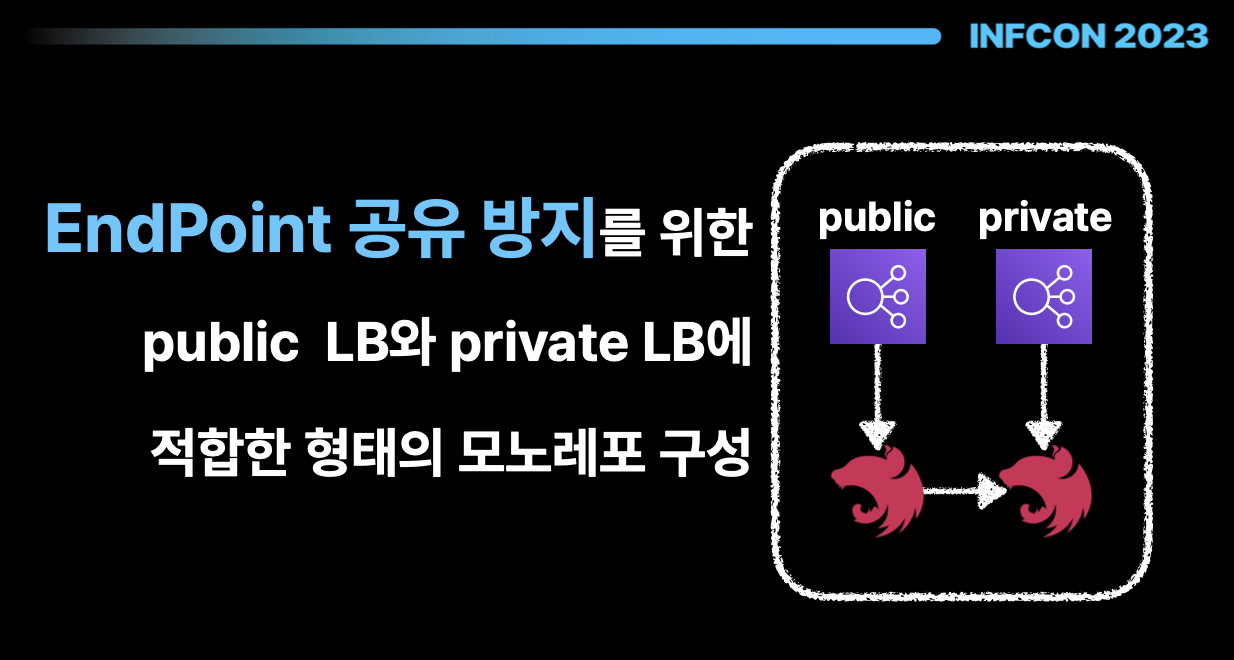 INFCON 2023
EndPoint 공유 방지를 위한
public LB와 private LB에
적합한 형태의 모노레포 구성
public private